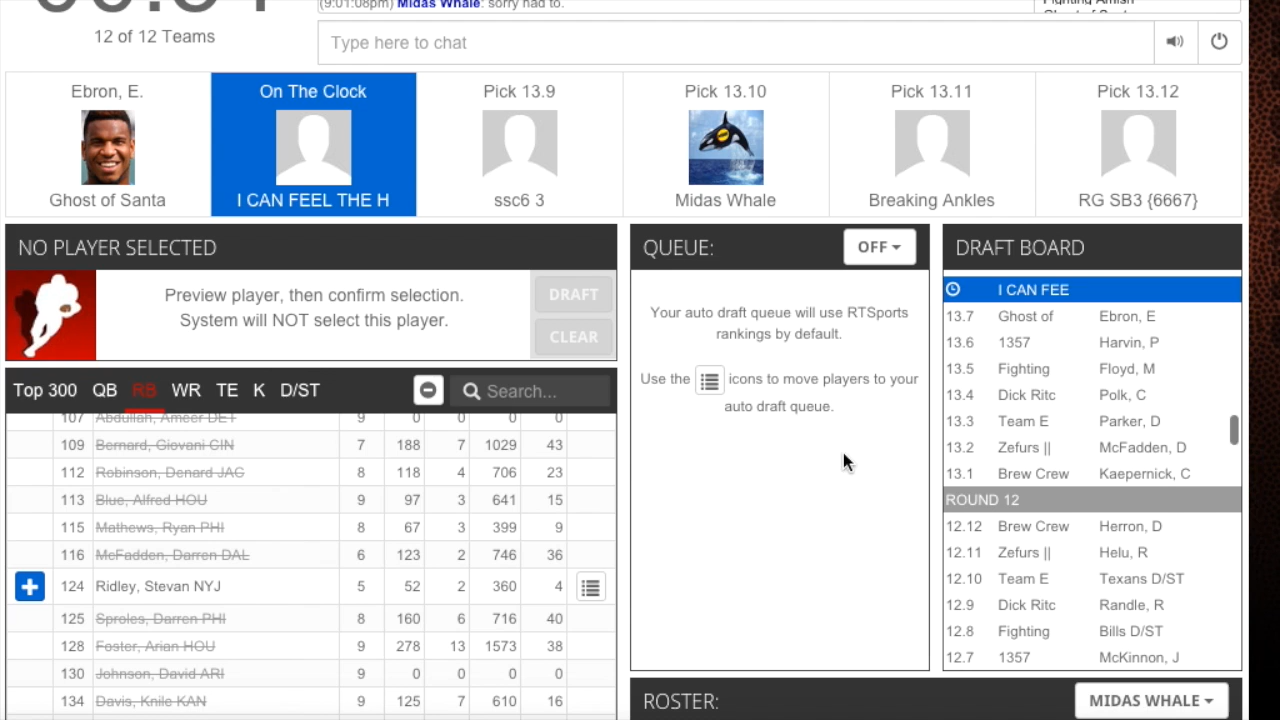 (9:01:08pm) Midas Whale: sorry had to.
12 of 12 Teams
Type here to chat
Ebron, E.
On The Clock
Pick 13.9
Pick 13.10
Pick 13.11
Pick 13.12
Ghost of Santa
I CAN FEEL THE H
ssc6 3
Midas Whale
Breaking Ankles
RG SB3 {6667}
NO PLAYER SELECTED
Preview player, then confirm selection.
System will NOT select this player.
DRAFT
CLEAR
Top 300 QB RB WR TE K D/ST
Search...
107 Abdullah, Ameer DET 9 0 0 0 0
109 Bernard, Giovani CIN 7 188 7 1029 43
112 Robinson, Denard JAC 8 118 4 706 23
113 Blue, Alfred HOU 9 97 3 641 15
115 Mathews, Ryan PHI 8 67 3 399 9
116 McFadden, Darren DAL 6 123 2 746 36
124 Ridley, Stevan NYJ 5 52 2 360 4
125 Sproles, Darren PHI 8 160 6 716 40
128 Foster, Arian HOU 9 278 13 1573 38
130 Johnson, David ARI 9 0 0 0 0
134 Davis, Knile KAN 9 125 7 610 16
QUEUE:
OFF
Your auto draft queue will use RTSports
rankings by default.
Use the icons to move players to your
auto draft queue.
DRAFT BOARD
I CAN FEE
13.7 Ghost of Ebron, E
13.6 1357 Harvin, P
13.5 Fighting Floyd, M
13.4 Dick Ritc Polk, C
13.3 Team E Parker, D
13.2 Zefurs || McFadden, D
13.1 Brew Crew Kaepernick, C
ROUND 12
12.12 Brew Crew Herron, D
12.11 Zefurs || Helu, R
12.10 Team E Texans D/ST
12.9 Dick Ritc Randle, R
12.8 Fighting Bills D/ST
12.7 1357 McKinnon, J
ROSTER:
MIDAS WHALE